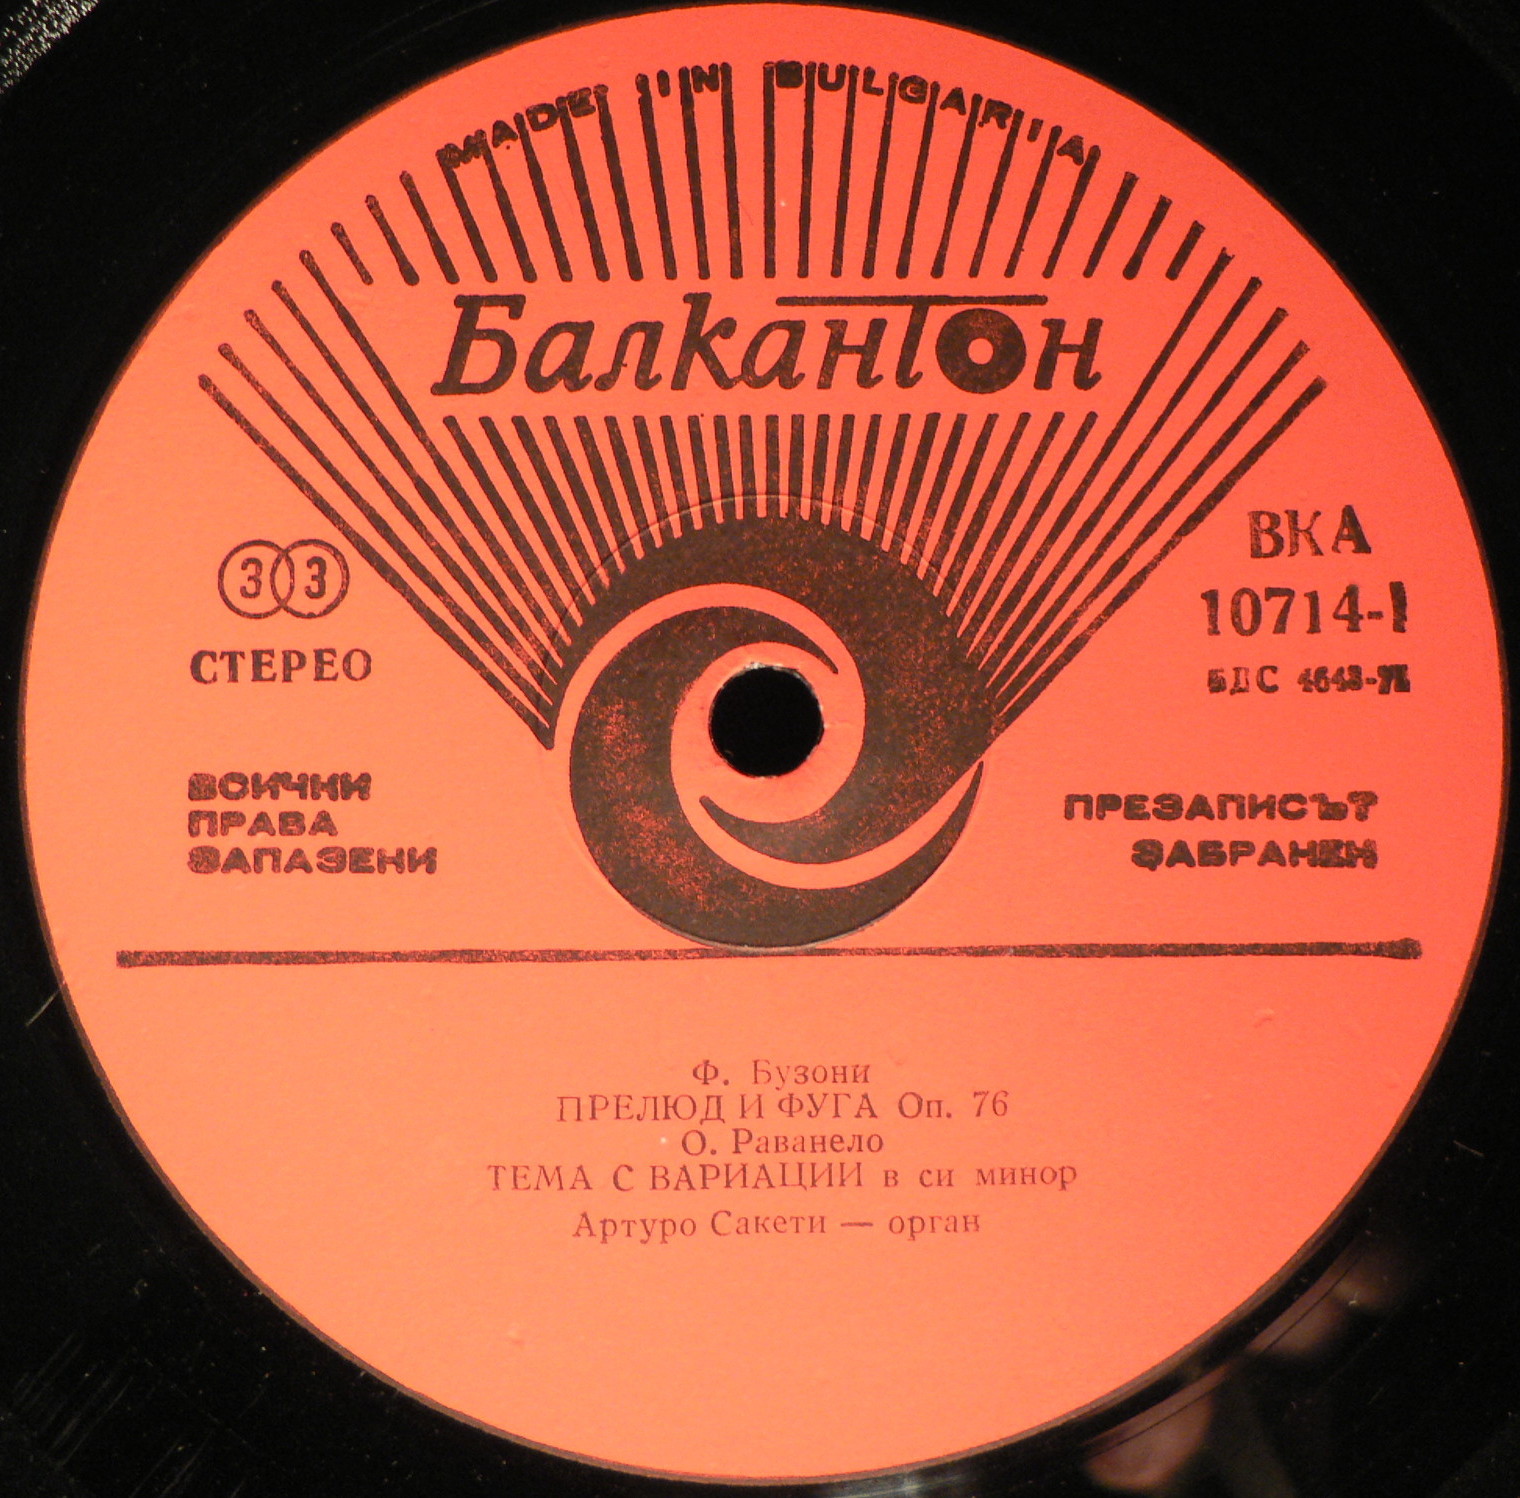 MADE IN BULGARIA
Балкантон
33
СТЕРЕО
ВКА
10714-I
БДС
ВСИЧКИ
ПРАВА
ЗАПАЗЕНИ
ПРЕЗАПИСЪТ
ЗАБРАНЕН
Ф. Бузони
ПРЕЛЮД И ФУГА Оп. 76
О. Раванело
ТЕМА С ВАРИАЦИИ в си минор
Артуро Сакети — орган